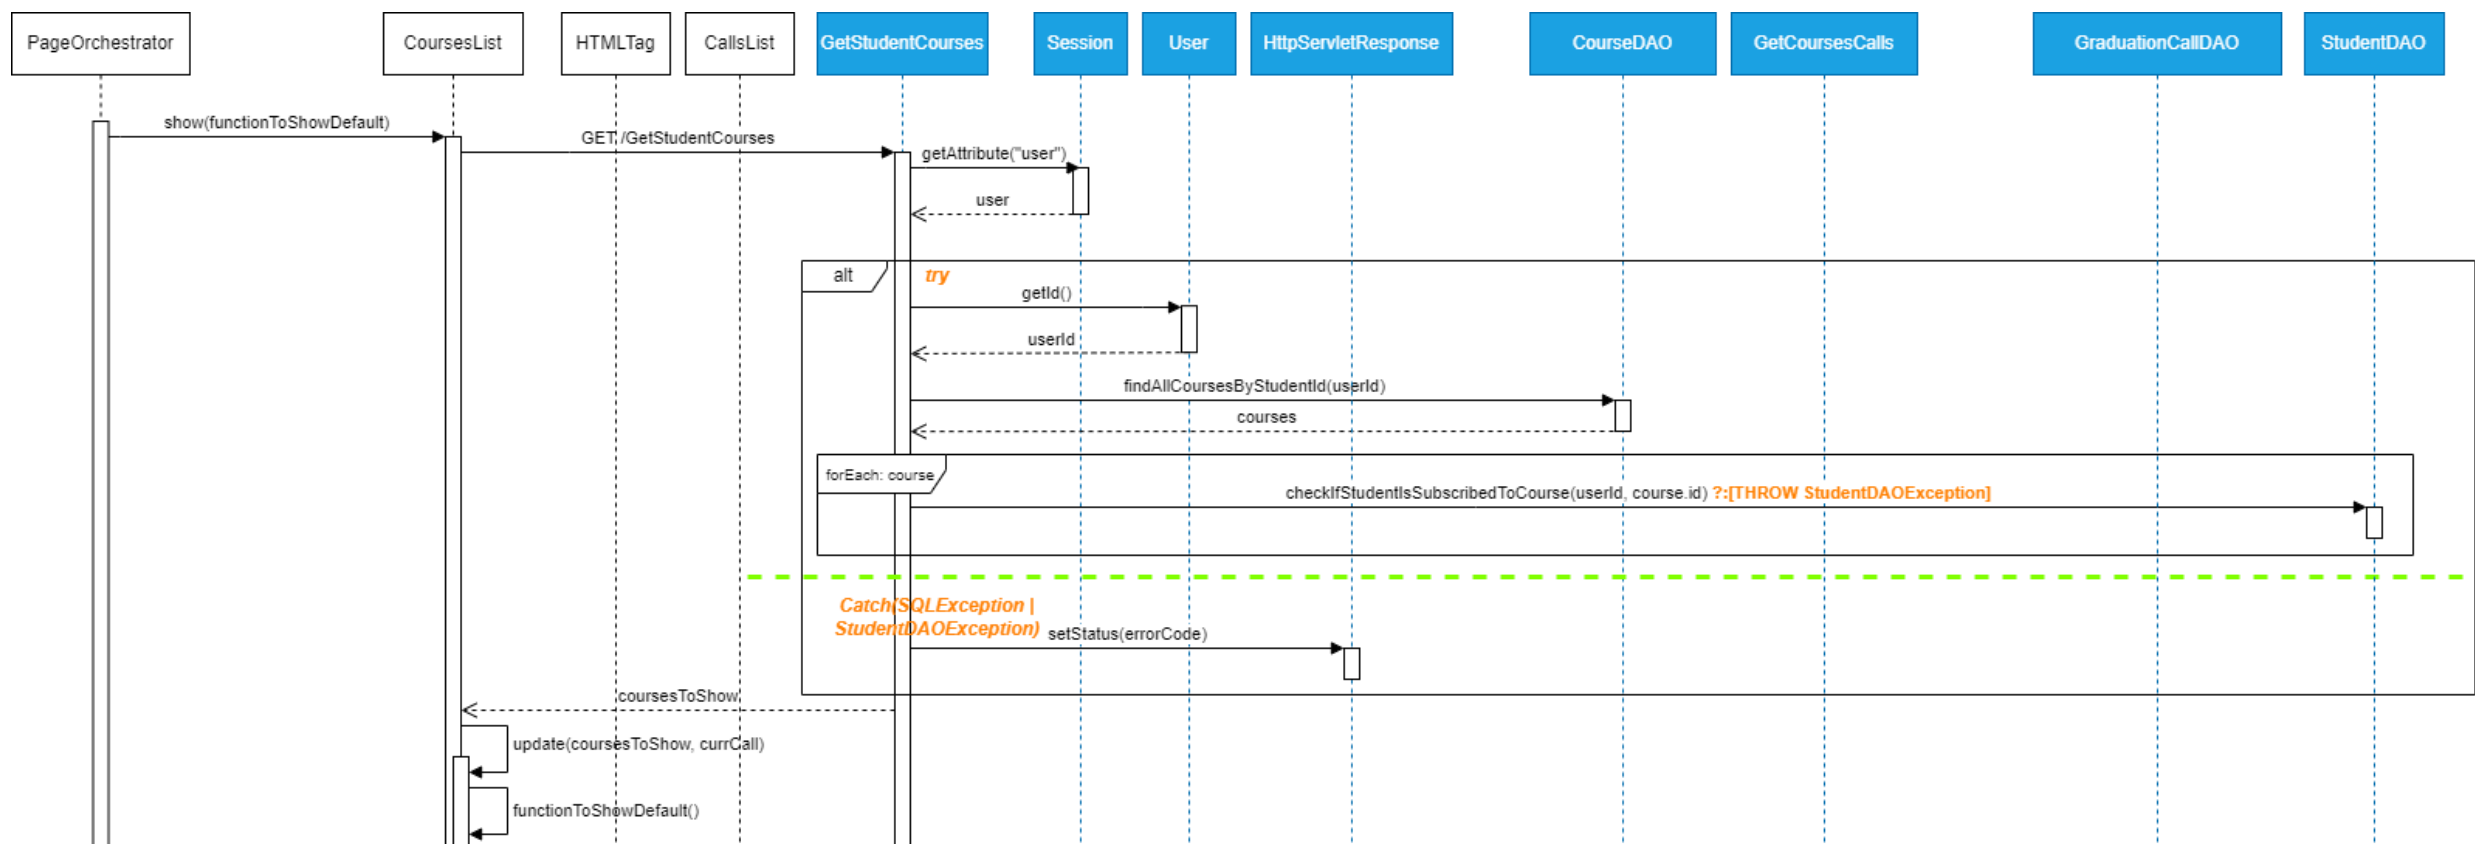 PageOrchestrator
CoursesList
HTMLTag
CallsList
GetStudentCourses
Session
User
HttpServletResponse
CourseDAO
GetCoursesCalls
GraduationCallDAO
StudentDAO
show(functionToShowDefault)
GET /GetStudentCourses
getAttribute("user")
user
alt
try
getId()
userId
findAllCoursesByStudentId(userId)
courses
forEach: course
checkIfStudentIsSubscribedToCourse(userId, course.id) ?:[THROW StudentDAOException]
Catch(SQLException |
StudentDAOException)
setStatus(errorCode)
coursesToShow
update(coursesToShow, currCall)
functionToShowDefault()